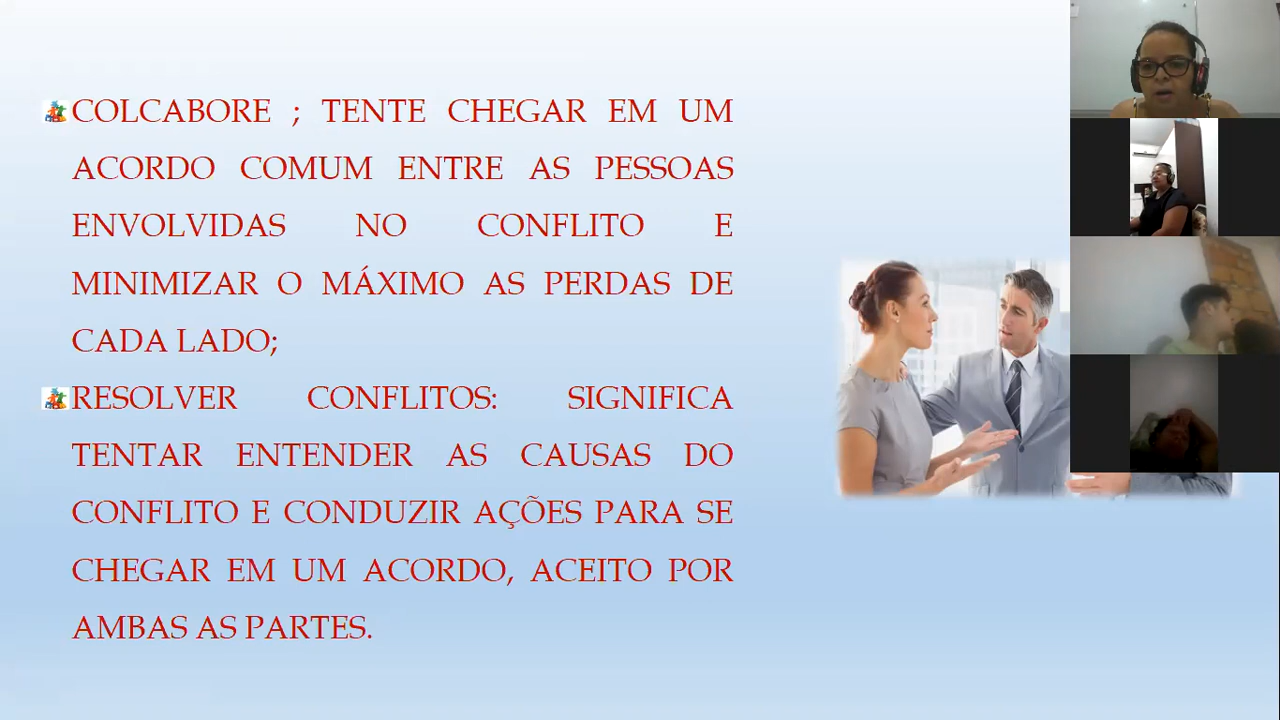 COLCABORE ; TENTE CHEGAR EM UM
ACORDO COMUM ENTRE AS PESSOAS
ENVOLVIDAS NO CONFLITO E
MINIMIZAR O MÁXIMO AS PERDAS DE
CADA LADO;
RESOLVER CONFLITOS: SIGNIFICA
TENTAR ENTENDER AS CAUSAS DO
CONFLITO E CONDUZIR AÇÕES PARA SE
CHEGAR EM UM ACORDO, ACEITO POR
AMBAS AS PARTES.